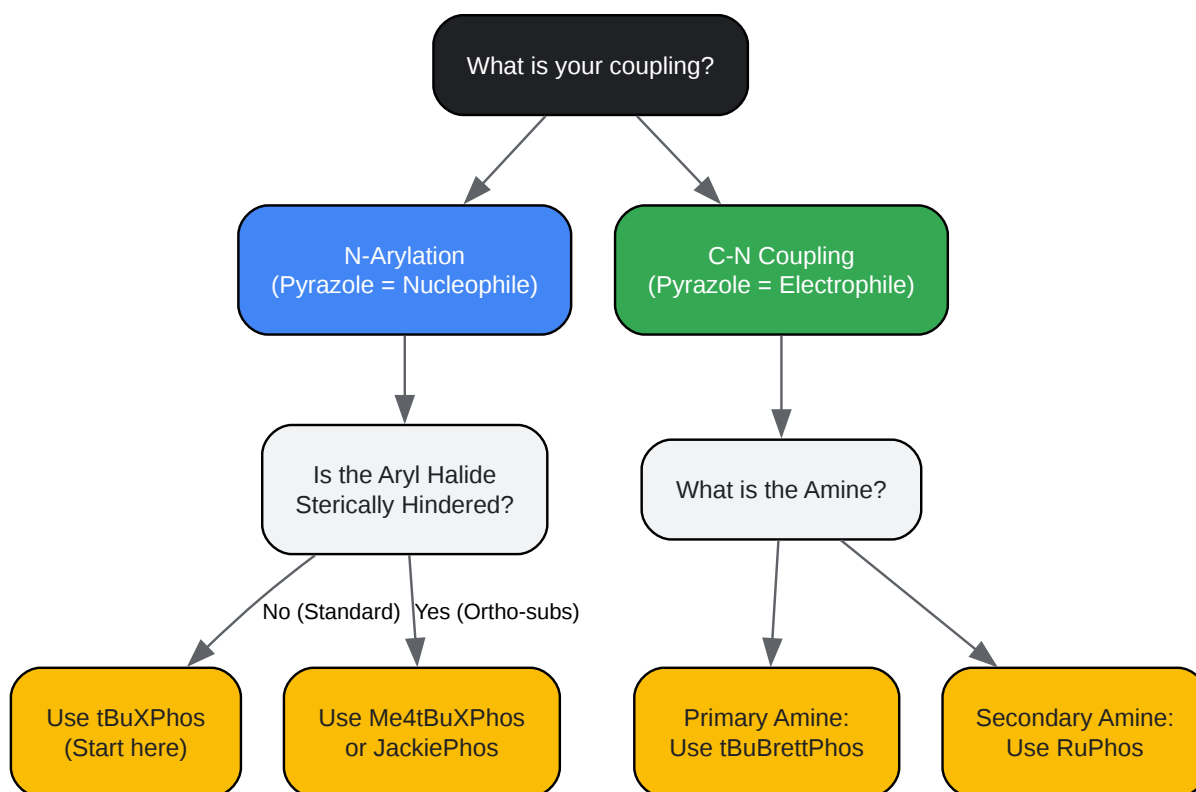 What is your coupling?
N-Arylation
(Pyrazole = Nucleophile)
C-N Coupling
(Pyrazole = Electrophile)
Is the Aryl Halide
Sterically Hindered?
What is the Amine?
No (Standard)
Yes (Ortho-subs)
Use tBuXPhos
(Start here)
Use Me4tBuXPhos
or JackiePhos
Primary Amine:
Use tBuBrettPhos
Secondary Amine:
Use RuPhos